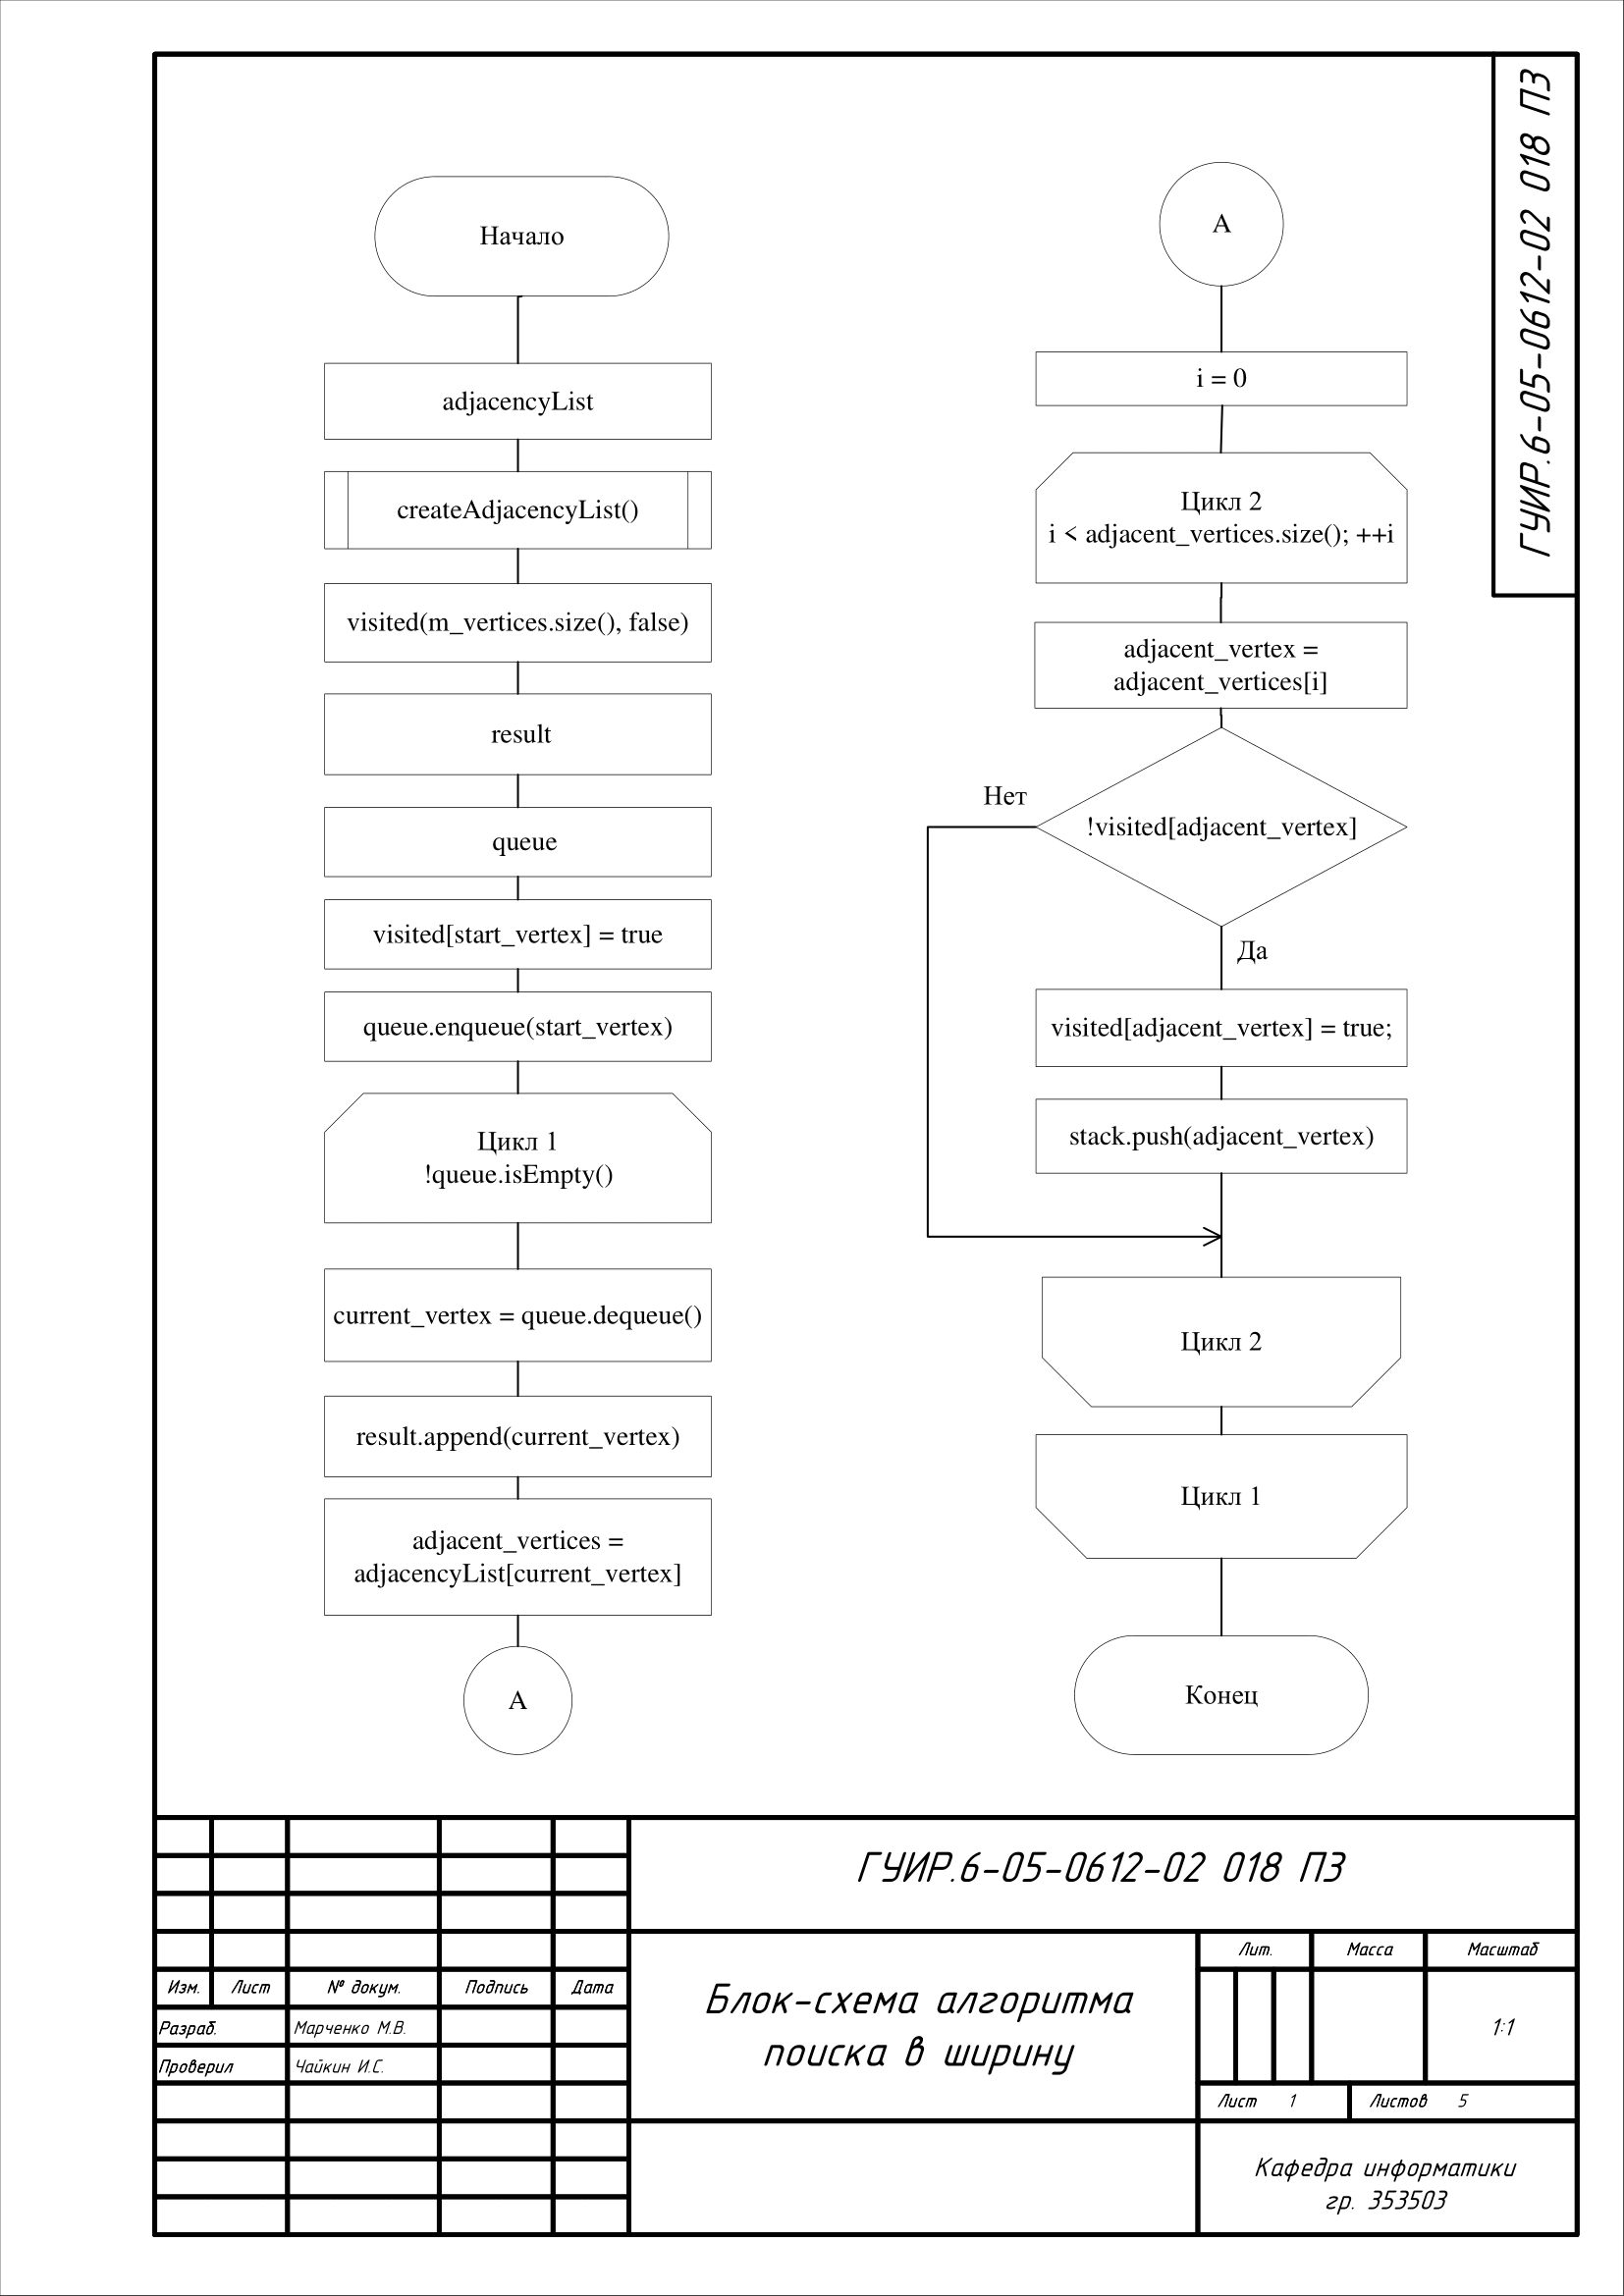 ГУИР.6-05-0612-02 018 ПЗ
Начало
adjacencyList
createAdjacencyList()
visited(m_vertices.size(), false)
result
queue
visited[start_vertex] = true
queue.enqueue(start_vertex)
Цикл 1
!queue.isEmpty()
current_vertex = queue.dequeue()
result.append(current_vertex)
adjacent_vertices =
adjacencyList[current_vertex]
А
А
i = 0
Цикл 2
i < adjacent_vertices.size(); ++i
adjacent_vertex =
adjacent_vertices[i]
Нет
!visited[adjacent_vertex]
Да
visited[adjacent_vertex] = true;
stack.push(adjacent_vertex)
Цикл 2
Цикл 1
Конец
ГУИР.6-05-0612-02 018 ПЗ
Изм. Лист № докум. Подпись Дата
Разраб. Марченко М.В.
Проверил Чайкин И.С.
Блок-схема алгоритма
поиска в ширину
Лит. Масса Масштаб
1:1
Лист 1 Листов 5
Кафедра информатики
гр. 353503